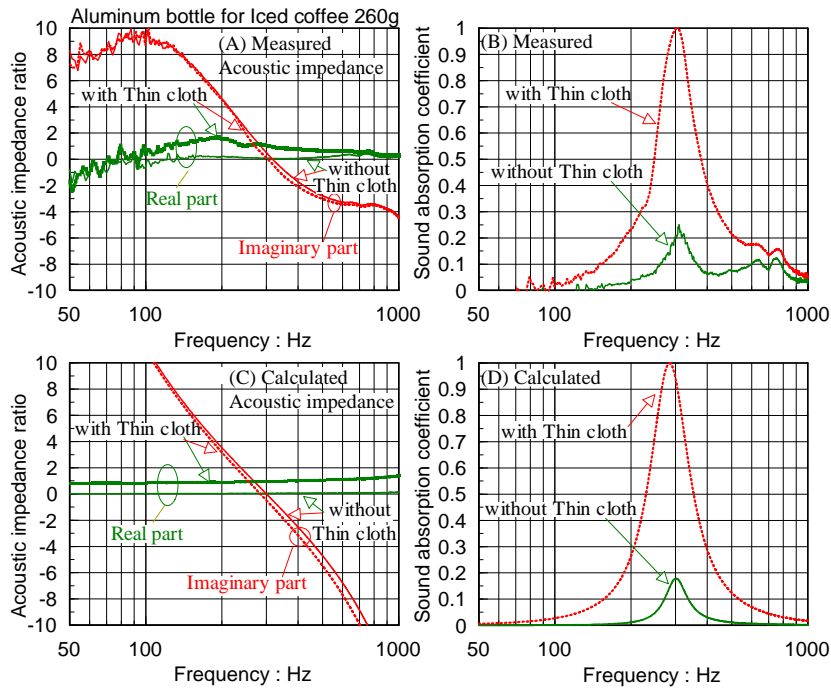 Aluminum bottle for Iced coffee 260g
Acoustic impedance ratio
10
8
6
4
2
0
-2
-4
-6
-8
-10
(A) Measured
Acoustic impedance
with Thin cloth
Real part
without
Thin cloth
Imaginary part
50
100
1000
Frequency : Hz
Sound absorption coefficient
1
0.9
0.8
0.7
0.6
0.5
0.4
0.3
0.2
0.1
0
(B) Measured
with Thin cloth
without Thin cloth
50
100
1000
Frequency : Hz
Acoustic impedance ratio
10
8
6
4
2
0
-2
-4
-6
-8
-10
(C) Calculated
Acoustic impedance
with Thin cloth
Real part
without
Thin cloth
Imaginary part
50
100
1000
Frequency : Hz
Sound absorption coefficient
1
0.9
0.8
0.7
0.6
0.5
0.4
0.3
0.2
0.1
0
(D) Calculated
with Thin cloth
without Thin cloth
50
100
1000
Frequency : Hz